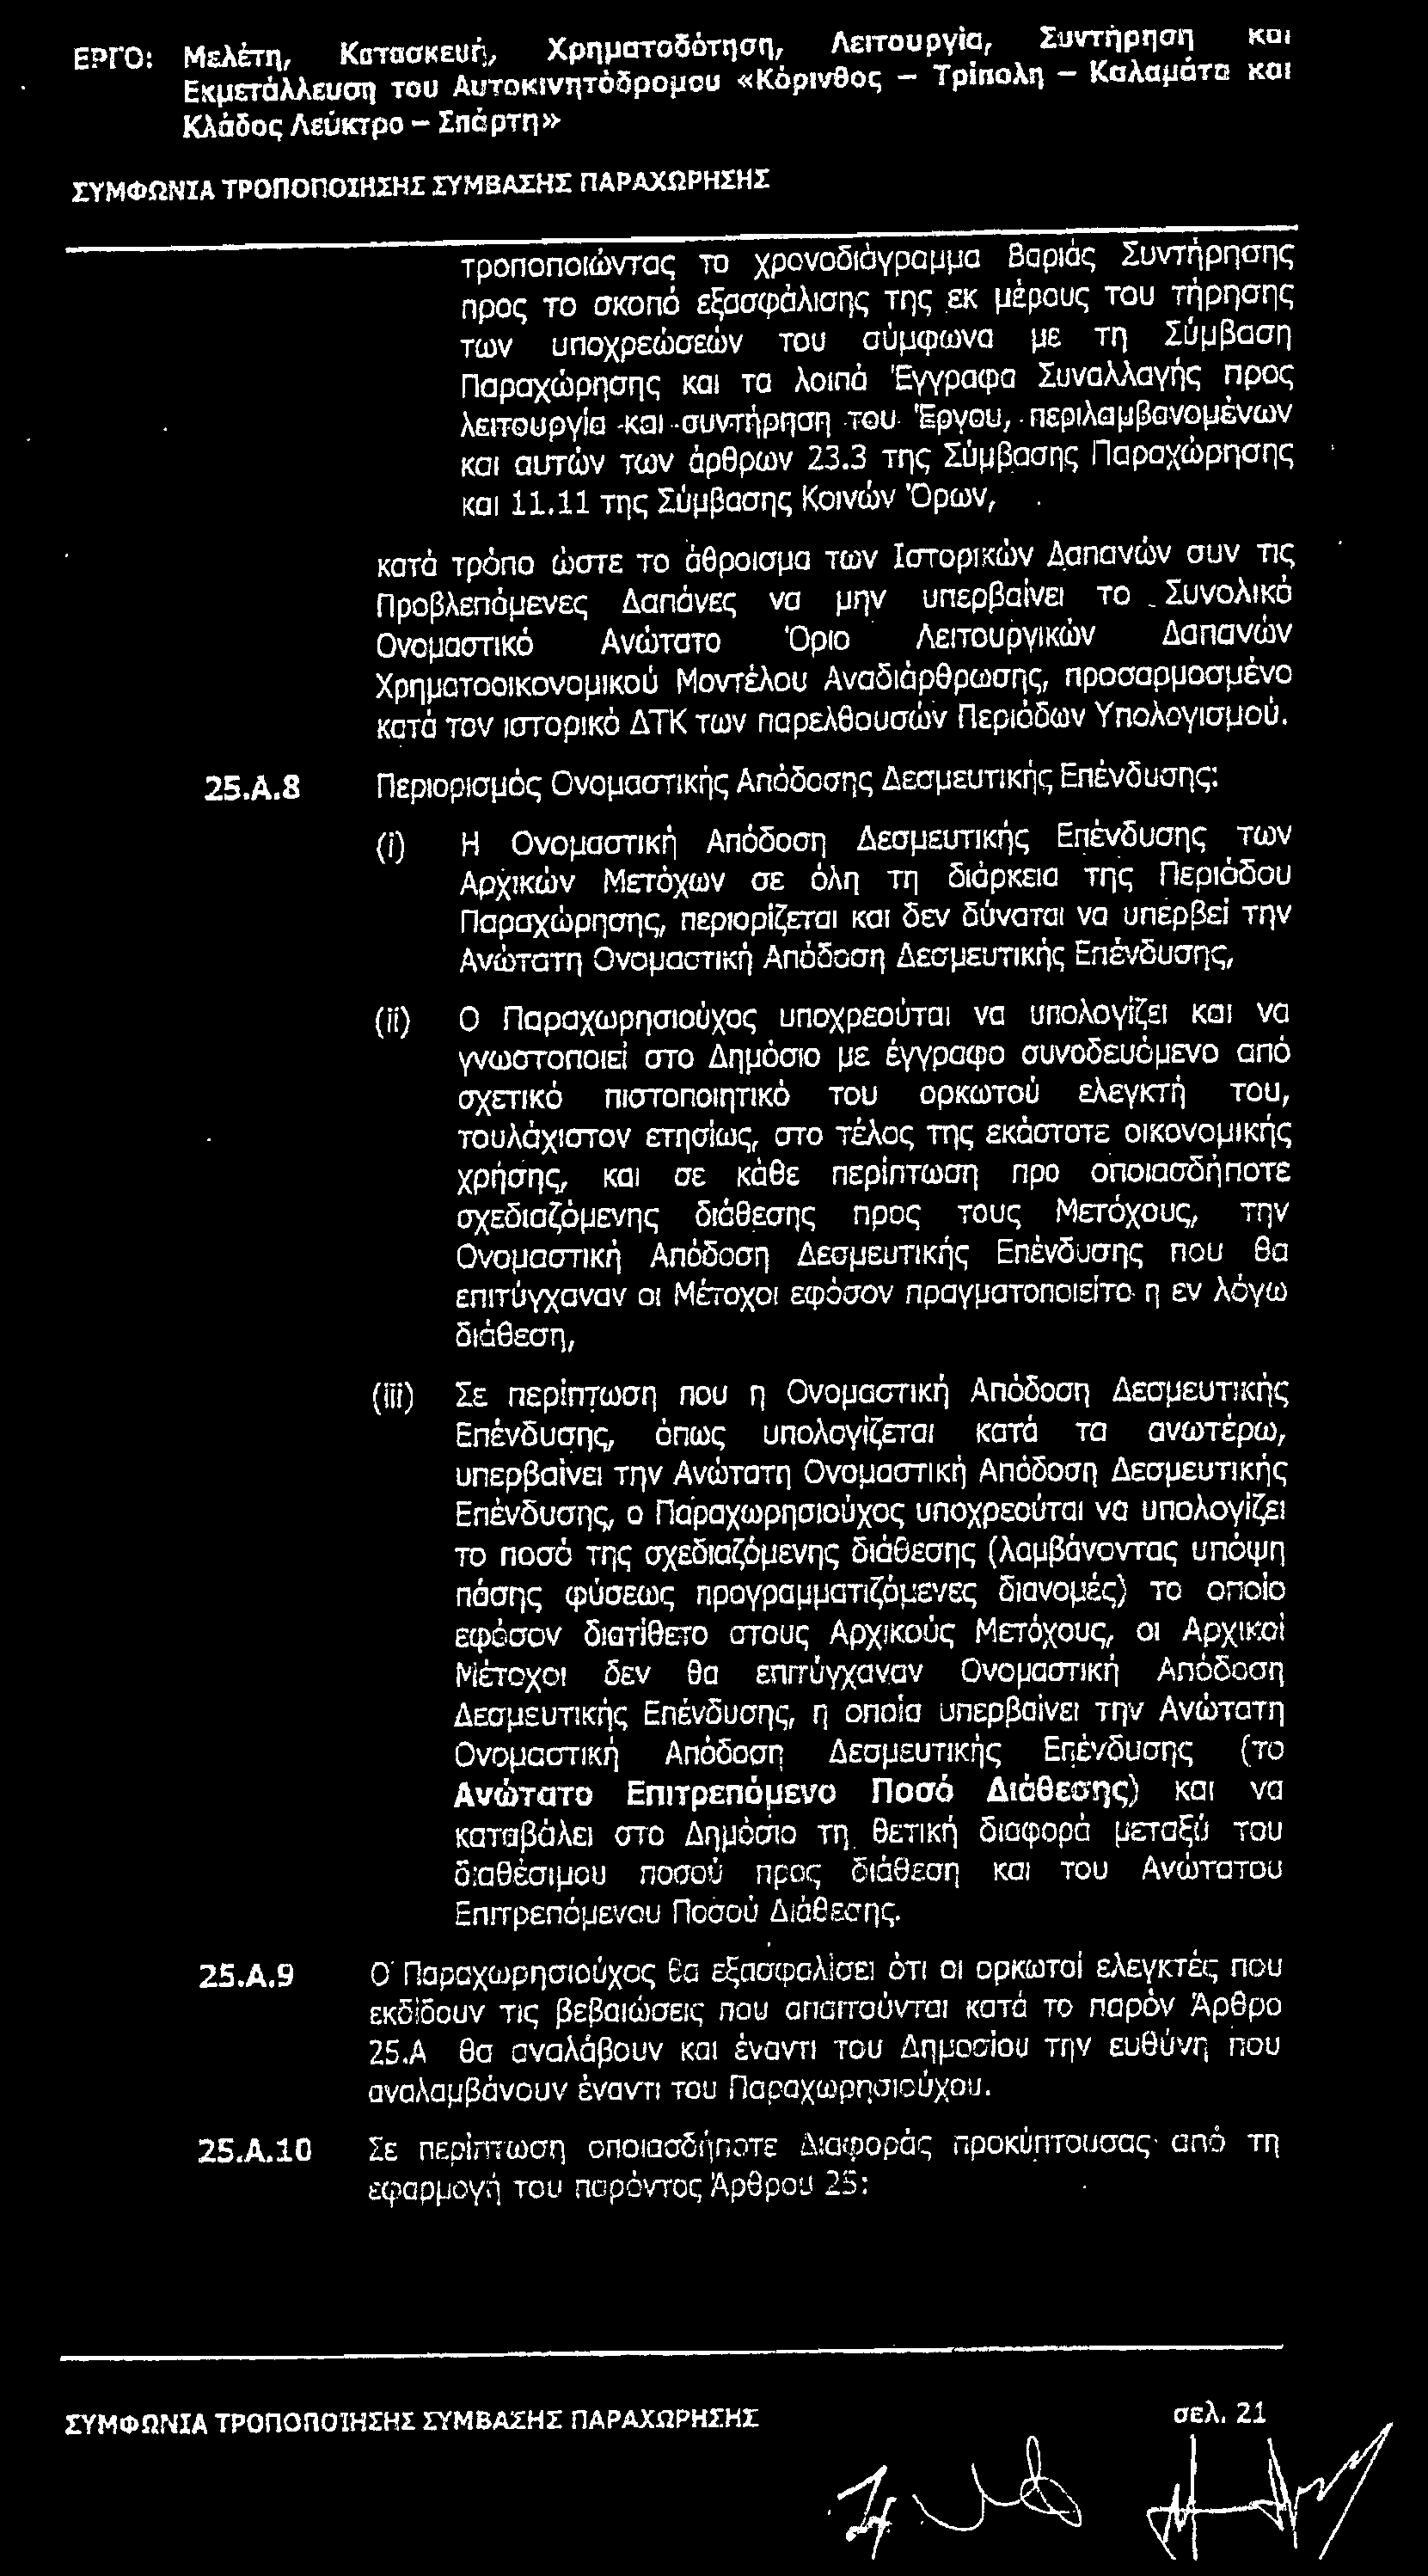 ΕΡΓΟ: Μελέτη, Κατασκευή, Χρηματοδότηση, Λειτουργία, Συντήρηση και
Εκμετάλλευση του Αυτοκινητόδρομου «Κόρινθος – Τρίπολη – Καλαμάτα και
Κλάδος Λεύκτρο – Σπάρτη»
ΣΥΜΦΩΝΙΑ ΤΡΟΠΟΠΟΙΗΣΗΣ ΣΥΜΒΑΣΗΣ ΠΑΡΑΧΩΡΗΣΗΣ
τροποποιώντας το χρονοδιάγραμμα Βαριάς Συντήρησης
προς το σκοπό εξασφάλισης της εκ μέρους του τήρησης
των υποχρεώσεών του σύμφωνα με τη Σύμβαση
Παραχώρησης και τα λοιπά Έγγραφα Συναλλαγής προς
λειτουργία και συντήρηση του Έργου, περιλαμβανομένων
και αυτών των άρθρων 23.3 της Σύμβασης Παραχώρησης
και 11.11 της Σύμβασης Κοινών Όρων,
κατά τρόπο ώστε το άθροισμα των Ιστορικών Δαπανών συν τις
Προβλεπόμενες Δαπάνες να μην υπερβαίνει το Συνολικό
Ονομαστικό Ανώτατο Όριο Λειτουργικών Δαπανών
Χρηματοοικονομικού Μοντέλου Αναδιάρθρωσης, προσαρμοσμένο
κατά τον ιστορικό ΔΤΚ των παρελθουσών Περιόδων Υπολογισμού.
25.Α.8 Περιορισμός Ονομαστικής Απόδοσης Δεσμευτικής Επένδυσης:
(i) Η Ονομαστική Απόδοση Δεσμευτικής Επένδυσης των
Αρχικών Μετόχων σε όλη τη διάρκεια της Περιόδου
Παραχώρησης, περιορίζεται και δεν δύναται να υπερβεί την
Ανώτατη Ονομαστική Απόδοση Δεσμευτικής Επένδυσης,
(ii) Ο Παραχωρησιούχος υποχρεούται να υπολογίζει και να
γνωστοποιεί στο Δημόσιο με έγγραφο συνοδευόμενο από
σχετικό πιστοποιητικό του ορκωτού ελεγκτή του,
τουλάχιστον ετησίως, στο τέλος της εκάστοτε οικονομικής
χρήσης, και σε κάθε περίπτωση προ οποιασδήποτε
σχεδιαζόμενης διάθεσης προς τους Μετόχους, την
Ονομαστική Απόδοση Δεσμευτικής Επένδυσης που θα
επιτύγχαναν οι Μέτοχοι εφόσον πραγματοποιείτο η εν λόγω
διάθεση,
(iii) Σε περίπτωση που η Ονομαστική Απόδοση Δεσμευτικής
Επένδυσης, όπως υπολογίζεται κατά τα ανωτέρω,
υπερβαίνει την Ανώτατη Ονομαστική Απόδοση Δεσμευτικής
Επένδυσης, ο Παραχωρησιούχος υποχρεούται να υπολογίζει
το ποσό της σχεδιαζόμενης διάθεσης (λαμβάνοντας υπόψη
πάσης φύσεως προγραμματιζόμενες διανομές) το οποίο
εφόσον διατίθετο στους Αρχικούς Μετόχους, οι Αρχικοί
Μέτοχοι δεν θα επιτύγχαναν Ονομαστική Απόδοση
Δεσμευτικής Επένδυσης, η οποία υπερβαίνει την Ανώτατη
Ονομαστική Απόδοση Δεσμευτικής Επένδυσης (το
Ανώτατο Επιτρεπόμενο Ποσό Διάθεσης) και να
καταβάλει στο Δημόσιο τη θετική διαφορά μεταξύ του
διαθέσιμου ποσού προς διάθεση και του Ανώτατου
Επιτρεπόμενου Ποσού Διάθεσης.
25.Α.9 Ο Παραχωρησιούχος θα εξασφαλίσει ότι οι ορκωτοί ελεγκτές που
εκδίδουν τις βεβαιώσεις που απαιτούνται κατά το παρόν Άρθρο
25.Α θα αναλάβουν και έναντι του Δημοσίου την ευθύνη που
αναλαμβάνουν έναντι του Παραχωρησιούχου.
25.Α.10 Σε περίπτωση οποιασδήποτε Διαφοράς προκύπτουσας από τη
εφαρμογή του παρόντος Άρθρου 25:
ΣΥΜΦΩΝΙΑ ΤΡΟΠΟΠΟΙΗΣΗΣ ΣΥΜΒΑΣΗΣ ΠΑΡΑΧΩΡΗΣΗΣ σελ. 21